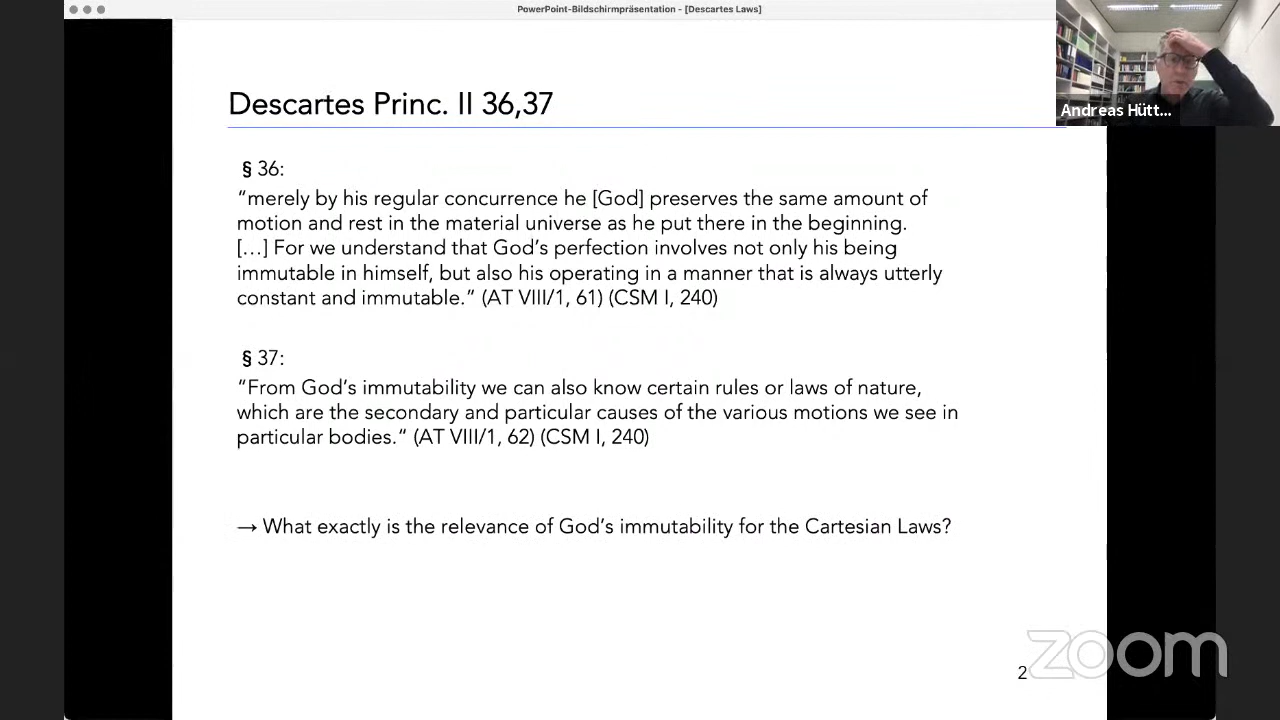 PowerPoint-Bildschirmpräsentation - [Descartes Laws]
Andreas Hütt...
Descartes Princ. II 36,37
§ 36:
“merely by his regular concurrence he [God] preserves the same amount of
motion and rest in the material universe as he put there in the beginning.
[…] For we understand that God’s perfection involves not only his being
immutable in himself, but also his operating in a manner that is always utterly
constant and immutable.” (AT VIII/1, 61) (CSM I, 240)
§ 37:
“From God’s immutability we can also know certain rules or laws of nature,
which are the secondary and particular causes of the various motions we see in
particular bodies.“ (AT VIII/1, 62) (CSM I, 240)
→ What exactly is the relevance of God’s immutability for the Cartesian Laws?
zoom
2